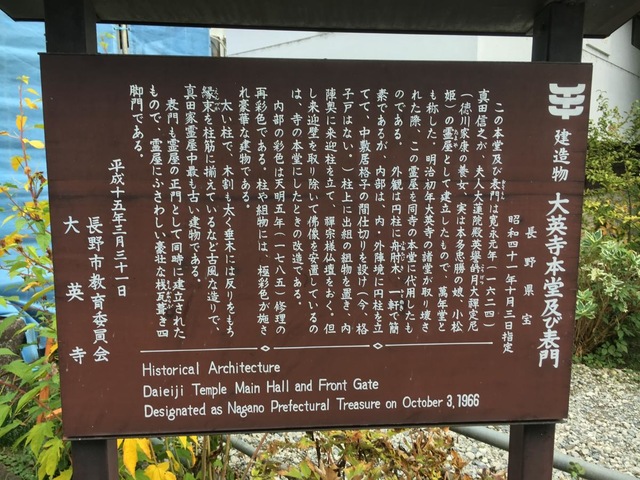 長野県宝
建造物 大英寺本堂及び表門
昭和四十一年十月三日指定
この本堂及び表門は寛永元年(一六二四)
真田信之が、夫人大蓮院殿英誉皓月大禅定尼
(徳川家康の養女、実は本多忠勝の娘、小松
姫)の霊屋として建立したもので、萬年堂と
も称した。明治初年大英寺の諸堂が取り壊さ
れた際、この霊屋を同寺の本堂に代用したも
のである。 外観は円柱に舟肘木、一軒で簡
素であるが、内部は、内・外陣境に円柱を立
てて、中敷居格子の間仕切りを設け(今、格
子戸はない。)柱上に出組の組物を置き、内
陣奥に来迎柱を立て、禅宗様仏壇をおく。但
し来迎壁を取り除いて佛像を安置しているの
は、寺の本堂にしたときの改造である。
内部の彩色は天明五年(一七八五)修理の
再彩色である。柱や組物には、極彩色が施さ
れ豪華な建物である。
太い柱で、木割も太く垂木には反りをもち
縁束を柱筋に揃えているなど古風な造りで、
真田家霊屋中最も古い建物である。
表門も霊屋の正門として同時に建立された
もので、霊屋にふさわしい豪壮な桟瓦葺き四
脚門である。
平成十五年三月三十一日
長野市教育委員会
大英寺
Historical Architecture
Daieiji Temple Main Hall and Front Gate
Designated as Nagano Prefectural Treasure on October 3, 1966